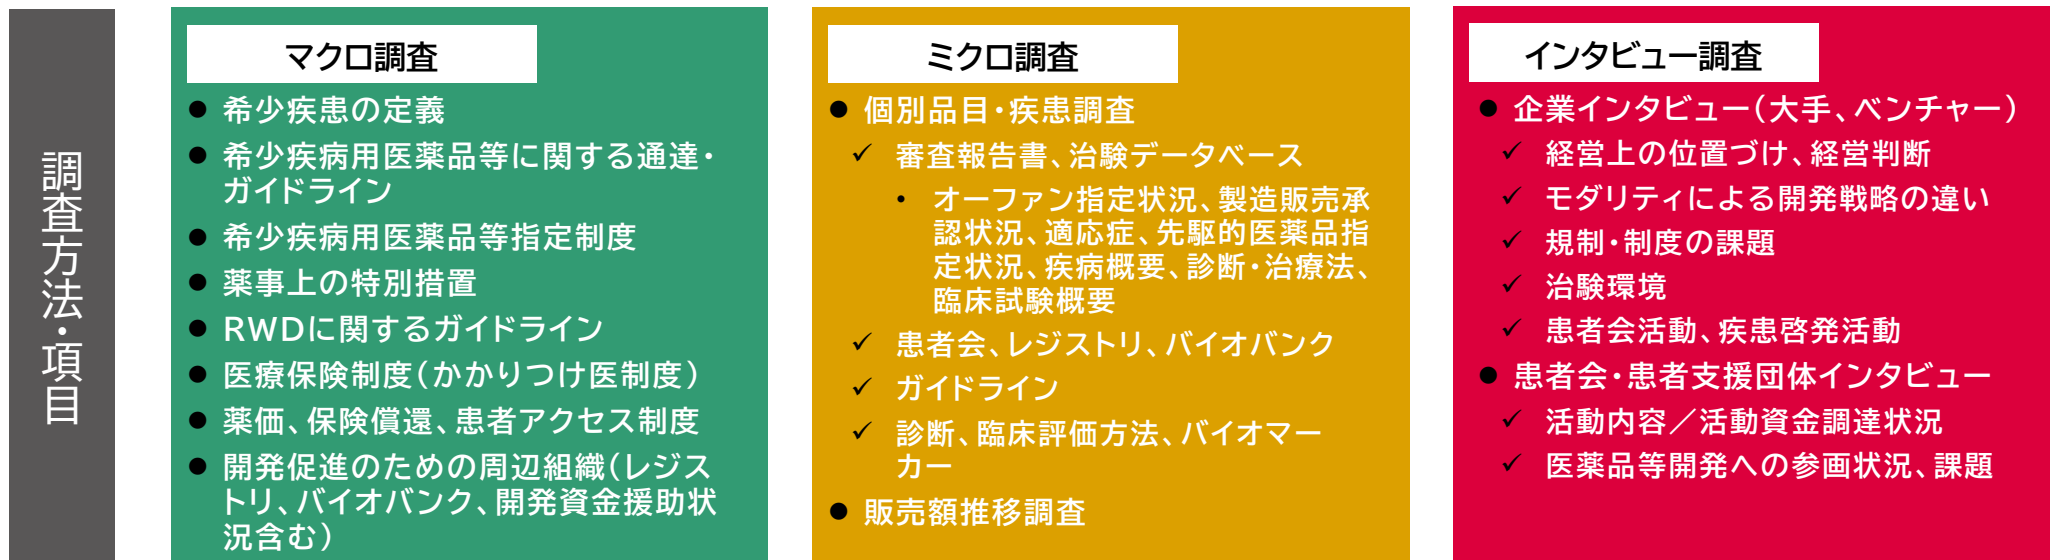 調査方法・項目
マクロ調査
● 希少疾患の定義
● 希少疾病用医薬品等に関する通達・
ガイドライン
● 希少疾病用医薬品等指定制度
● 薬事上の特別措置
● RWDに関するガイドライン
● 医療保険制度(かかりつけ医制度)
● 薬価、保険償還、患者アクセス制度
● 開発促進のための周辺組織(レジス
トリ、バイオバンク、開発資金援助状
況含む)
ミクロ調査
● 個別品目・疾患調査
✓ 審査報告書、治験データベース
・ オーファン指定状況、製造販売承
認状況、適応症、先駆的医薬品指
定状況、疾病概要、診断・治療法、
臨床試験概要
✓ 患者会、レジストリ、バイオバンク
✓ ガイドライン
✓ 診断、臨床評価方法、バイオマー
カー
● 販売額推移調査
インタビュー調査
● 企業インタビュー(大手、ベンチャー)
✓ 経営上の位置づけ、経営判断
✓ モダリティによる開発戦略の違い
✓ 規制・制度の課題
✓ 治験環境
✓ 患者会活動、疾患啓発活動
● 患者会・患者支援団体インタビュー
✓ 活動内容/活動資金調達状況
✓ 医薬品等開発への参画状況、課題